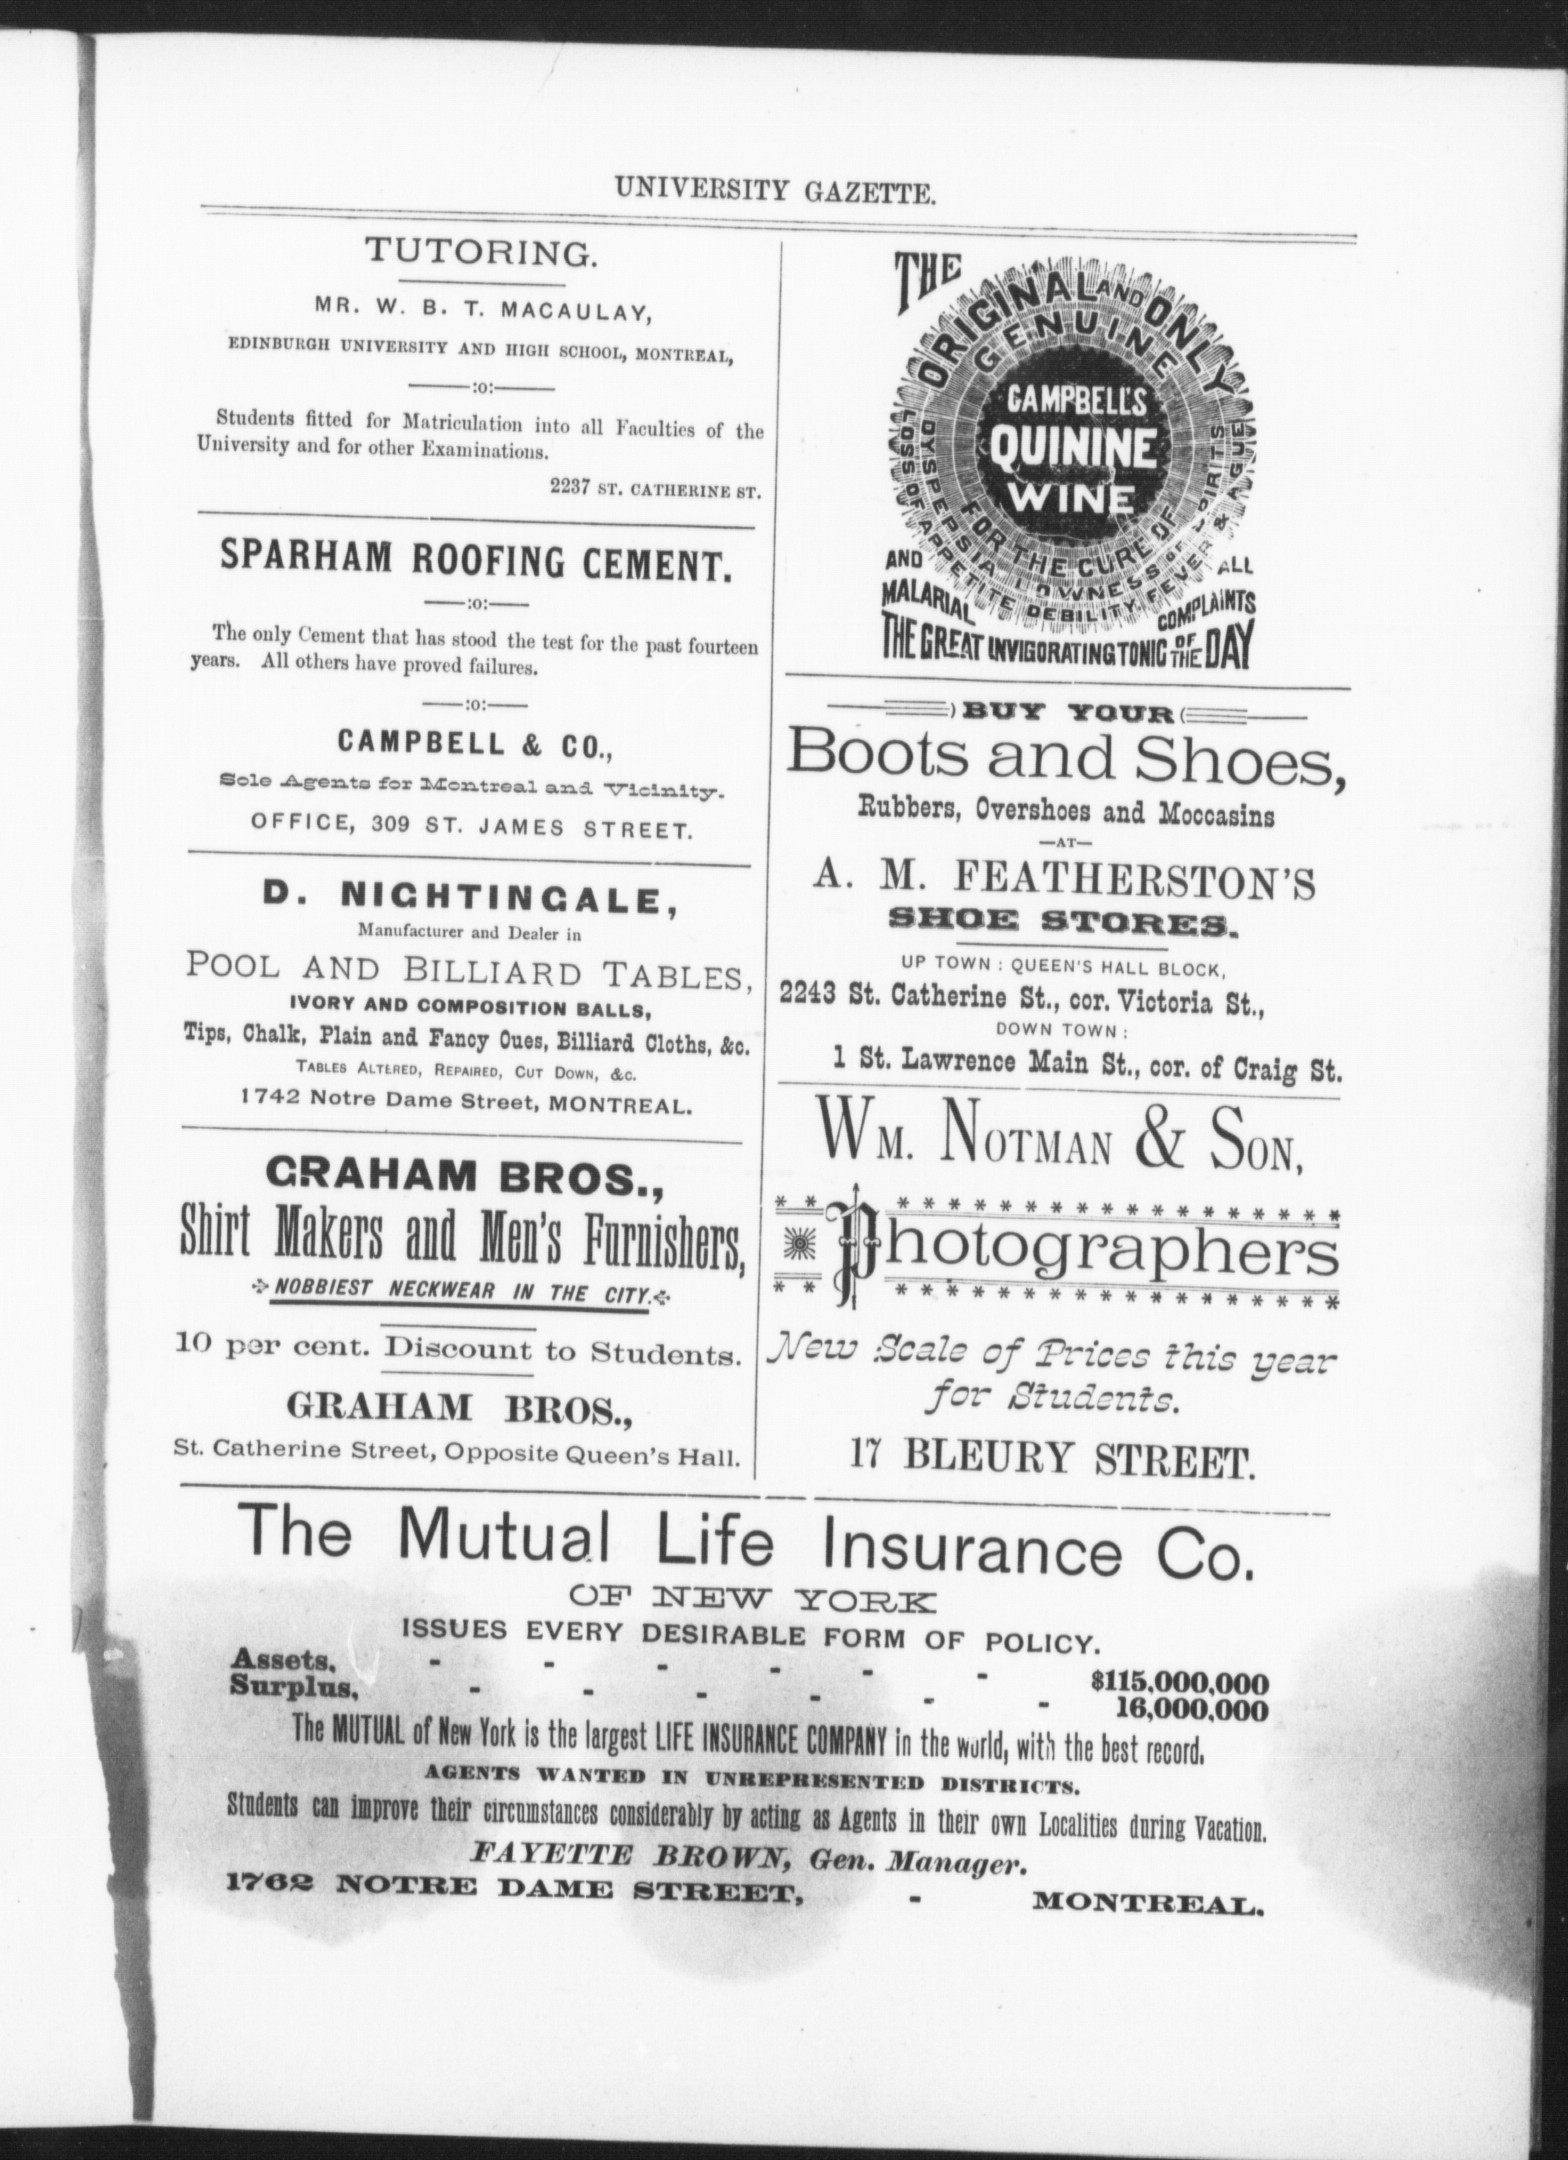 UNIVERSITY GAZETTE.
TUTORING.
MR. W. B. T. MACAULAY,
EDINBURGH UNIVERSITY AND HIGH SCHOOL, MONTREAL,
:o:
Students fitted for Matriculation into all Faculties of the
University and for other Examinations.
2237 ST. CATHERINE ST.
SPARHAM ROOFING CEMENT.
:o:
The only Cement that has stood the test for the past fourteen
years. All others have proved failures.
:o:
CAMPBELL & CO.,
Sole Agents for Montreal and Vicinity.
OFFICE, 309 ST. JAMES STREET.
D. NIGHTINGALE,
Manufacturer and Dealer in
POOL AND BILLIARD TABLES,
IVORY AND COMPOSITION BALLS,
Tips, Chalk, Plain and Fancy Cues, Billiard Cloths, &c.
TABLES ALTERED, REPAIRED, CUT DOWN, &c.
1742 Notre Dame Street, MONTREAL.
GRAHAM BROS.,
Shirt Makers and Men's Furnishers,
NOBBIEST NECKWEAR IN THE CITY.
10 per cent. Discount to Students.
GRAHAM BROS.,
St. Catherine Street, Opposite Queen's Hall.
THE
ORIGINAL AND ONLY
GENUINE
CAMPBELL'S
QUININE
WINE
FOR THE CURE OF
DYSPEPSIA LOWNESS OF SPIRITS
LOSS OF APPETITE DEBILITY, FEVER & AGUE
AND ALL
MALARIAL COMPLAINTS
THE GREAT INVIGORATING TONIC OF THE DAY
BUY YOUR
Boots and Shoes,
Rubbers, Overshoes and Moccasins
—AT—
A. M. FEATHERSTON'S
SHOE STORES.
UP TOWN : QUEEN'S HALL BLOCK,
2243 St. Catherine St., cor. Victoria St.,
DOWN TOWN :
1 St. Lawrence Main St., cor. of Craig St.
WM. NOTMAN & SON,
Photographers
New Scale of Prices this year
for Students.
17 BLEURY STREET.
The Mutual Life Insurance Co.
OF NEW YORK
ISSUES EVERY DESIRABLE FORM OF POLICY.
Assets, - - - - - - $115,000,000
Surplus, - - - - - - 16,000,000
The MUTUAL of New York is the largest LIFE INSURANCE COMPANY in the world, with the best record.
AGENTS WANTED IN UNREPRESENTED DISTRICTS.
Students can improve their circumstances considerably by acting as Agents in their own Localities during Vacation.
FAYETTE BROWN, Gen. Manager.
1762 NOTRE DAME STREET, - MONTREAL.